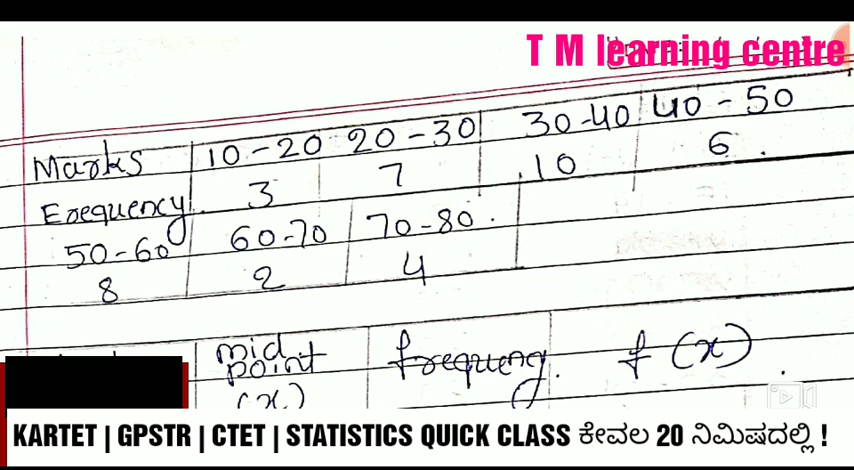 T M learning centre
Marks 10-20 20-30 30-40 40-50
Frequency 3 7 10 6
50-60 60-70 70-80
8 2 4
mid point (x) frequency f (x)
KARTET | GPSTR | CTET | STATISTICS QUICK CLASS ಕೇವಲ 20 ನಿಮಿಷದಲ್ಲಿ !